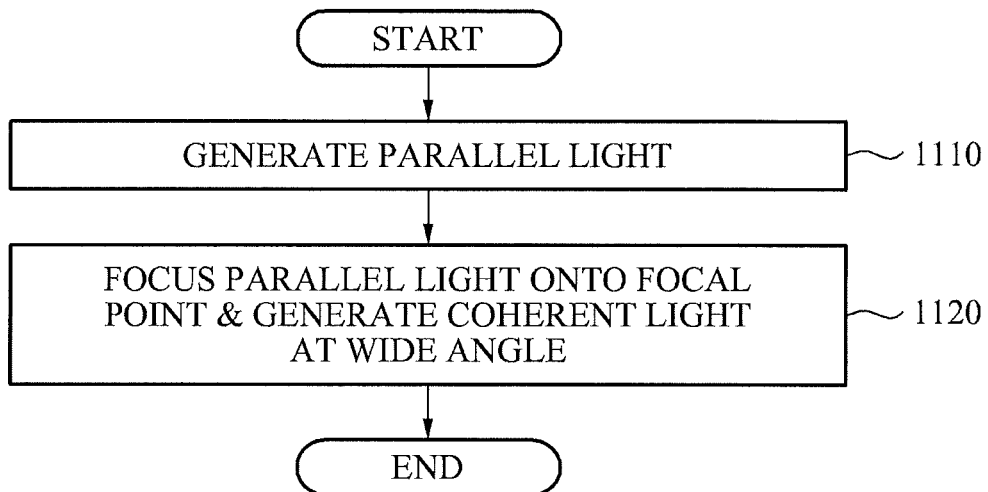 START
GENERATE PARALLEL LIGHT
1110
FOCUS PARALLEL LIGHT ONTO FOCAL
POINT & GENERATE COHERENT LIGHT
AT WIDE ANGLE
1120
END